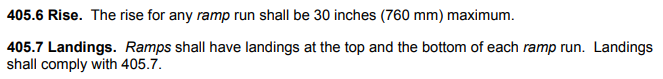 405.6 Rise. The rise for any ramp run shall be 30 inches (760 mm) maximum.
405.7 Landings. Ramps shall have landings at the top and the bottom of each ramp run. Landings
shall comply with 405.7.